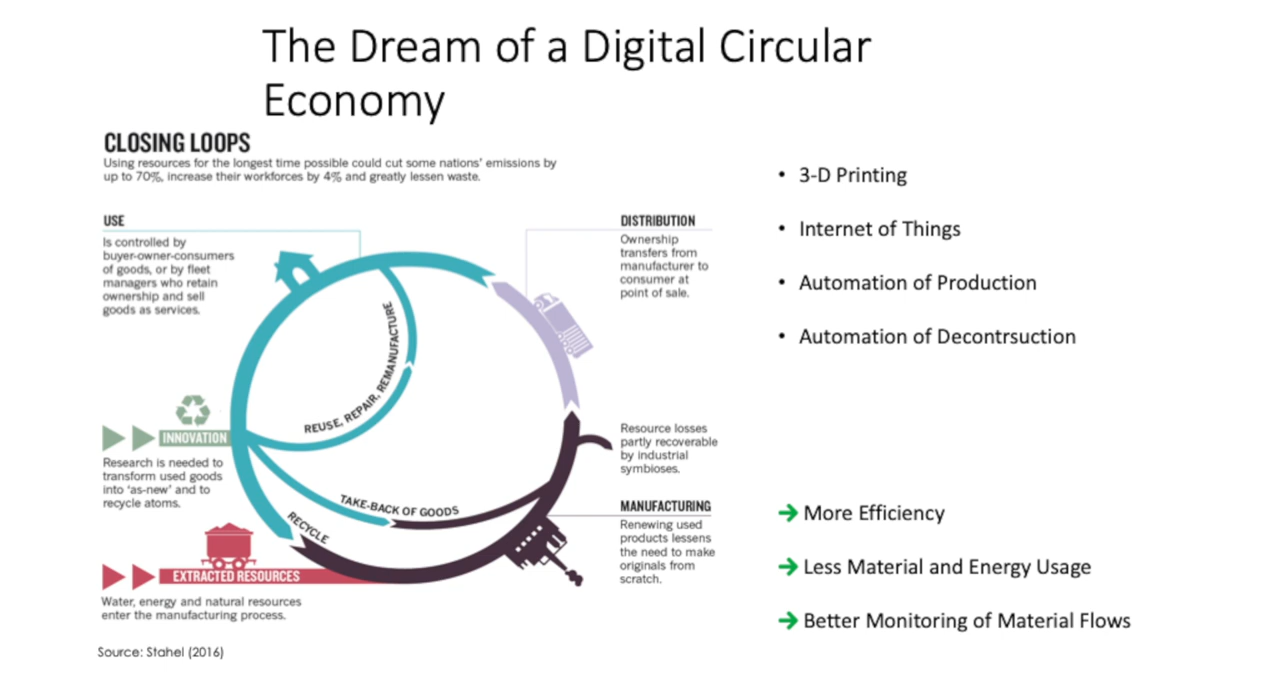 The Dream of a Digital Circular
Economy
CLOSING LOOPS
Using resources for the longest time possible could cut some nations' emissions by
up to 70%, increase their workforces by 4% and greatly lessen waste.
USE
Is controlled by
buyer-owner-consumers
of goods, or by fleet
managers who retain
ownership and sell
goods as services.
DISTRIBUTION
Ownership
transfers from
manufacturer to
consumer at
point of sale.
REUSE, REPAIR, REMANUFACTURE
INNOVATION
Research is needed to
transform used goods
into 'as-new' and to
recycle atoms.
Resource losses
partly recoverable
by industrial
symbioses.
TAKE-BACK OF GOODS
RECYCLE
MANUFACTURING
Renewing used
products lessens
the need to make
originals from
scratch.
EXTRACTED RESOURCES
Water, energy and natural resources
enter the manufacturing process.
Source: Stahel (2016)
• 3-D Printing
• Internet of Things
• Automation of Production
• Automation of Decontrsuction
→ More Efficiency
→ Less Material and Energy Usage
→ Better Monitoring of Material Flows